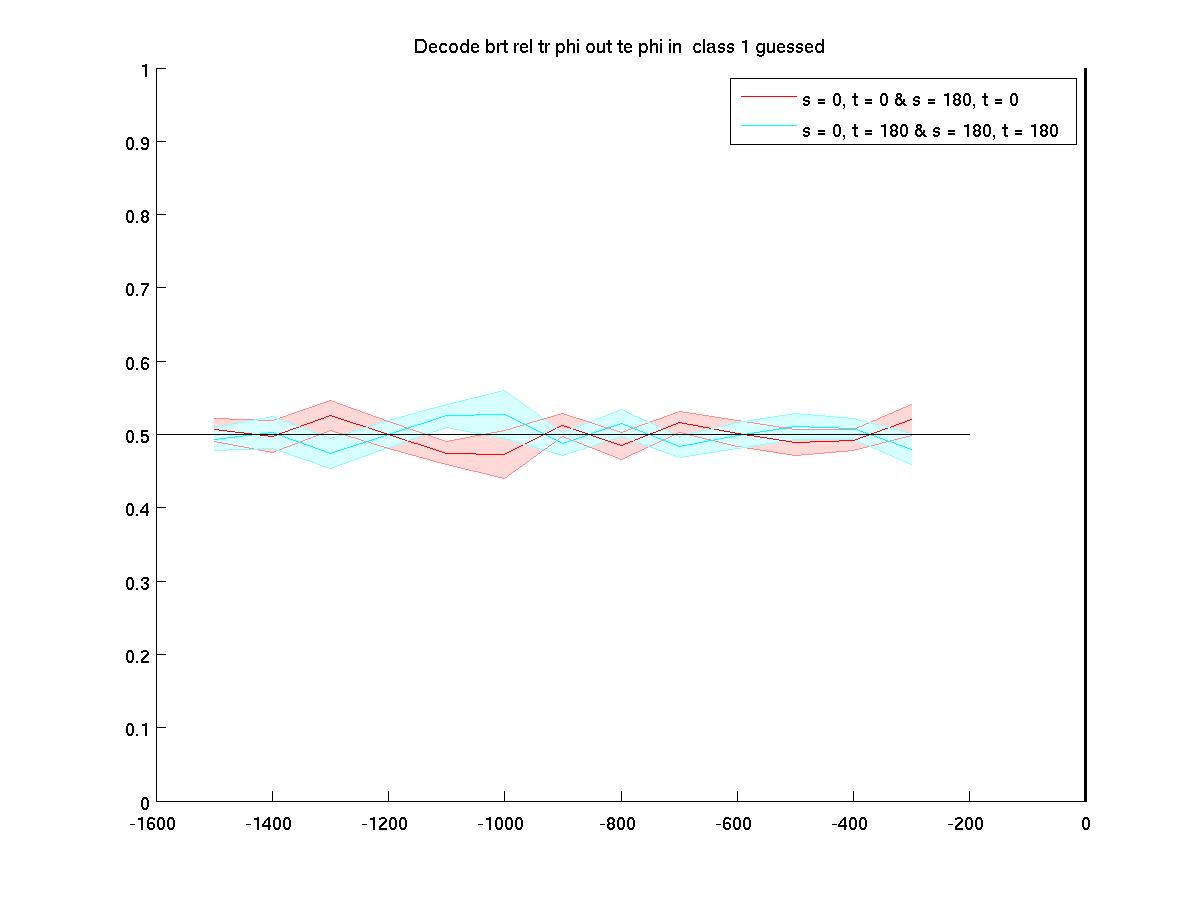 Decode brt rel tr phi out te phi in  class 1 guessed
s = 0, t = 0 & s = 180, t = 0
s = 0, t = 180 & s = 180, t = 180
1
0.9
0.8
0.7
0.6
0.5
0.4
0.3
0.2
0.1
0
-1600 -1400 -1200 -1000 -800 -600 -400 -200 0